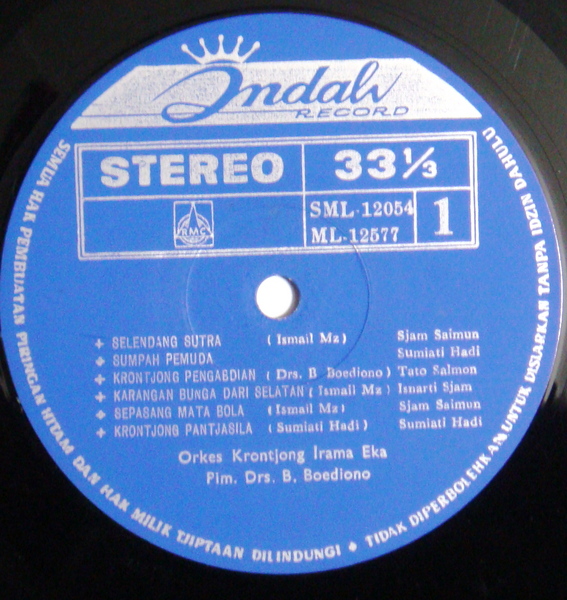 Indah
RECORD
STEREO 33 1/3
RMC
SML-12054
ML-12577
1
+ SELENDANG SUTRA ( Ismail Mz ) Sjam Saimun
+ SUMPAH PEMUDA Sumiati Hadi
+ KRONTJONG PENGABDIAN ( Drs. B Boediono ) Tato Salmon
+ KARANGAN BUNGA DARI SELATAN ( Ismail Mz ) Isnarti Sjam
+ SEPASANG MATA BOLA ( Ismail Mz ) Sjam Saimun
+ KRONTJONG PANTJASILA ( Sumiati Hadi ) Sumiati Hadi
Orkes Krontjong Irama Eka
Pim. Drs. B. Boediono
SEMUA HAK PEMBUATAN PIRINGAN HITAM DAN HAK MILIK TJIPTAAN DILINDUNGI ✦ TIDAK DIPERBOLEHKAN UNTUK DISIARKAN TANPA IDZIN DAHULU